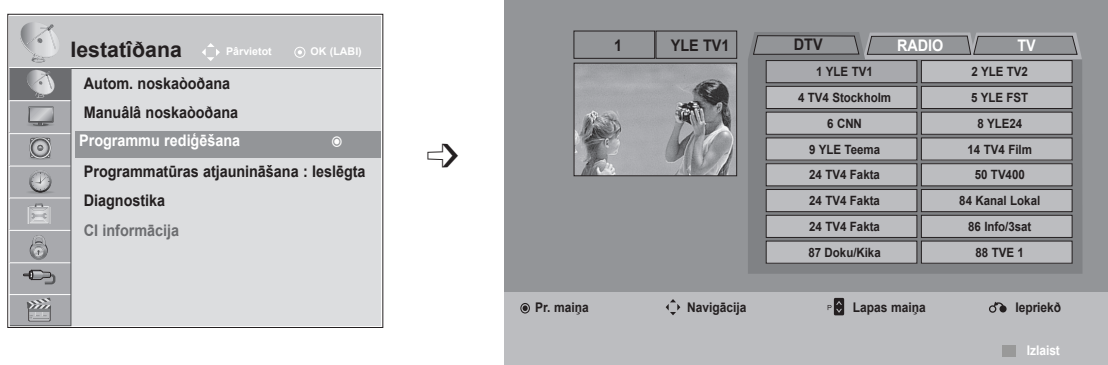 Iestatîðana Pârvietot OK (LABI)
Autom. noskaòoðana
Manuâlâ noskaòoðana
Programmu rediģēšana
Programmatūras atjaunināšana : Ieslēgta
Diagnostika
CI informācija
1 YLE TV1
DTV RADIO TV
1 YLE TV1 2 YLE TV2
4 TV4 Stockholm 5 YLE FST
6 CNN 8 YLE24
9 YLE Teema 14 TV4 Film
24 TV4 Fakta 50 TV400
24 TV4 Fakta 84 Kanal Lokal
24 TV4 Fakta 86 Info/3sat
87 Doku/Kika 88 TVE 1
Pr. maiņa Navigācija P Lapas maiņa Iepriekð
Izlaist